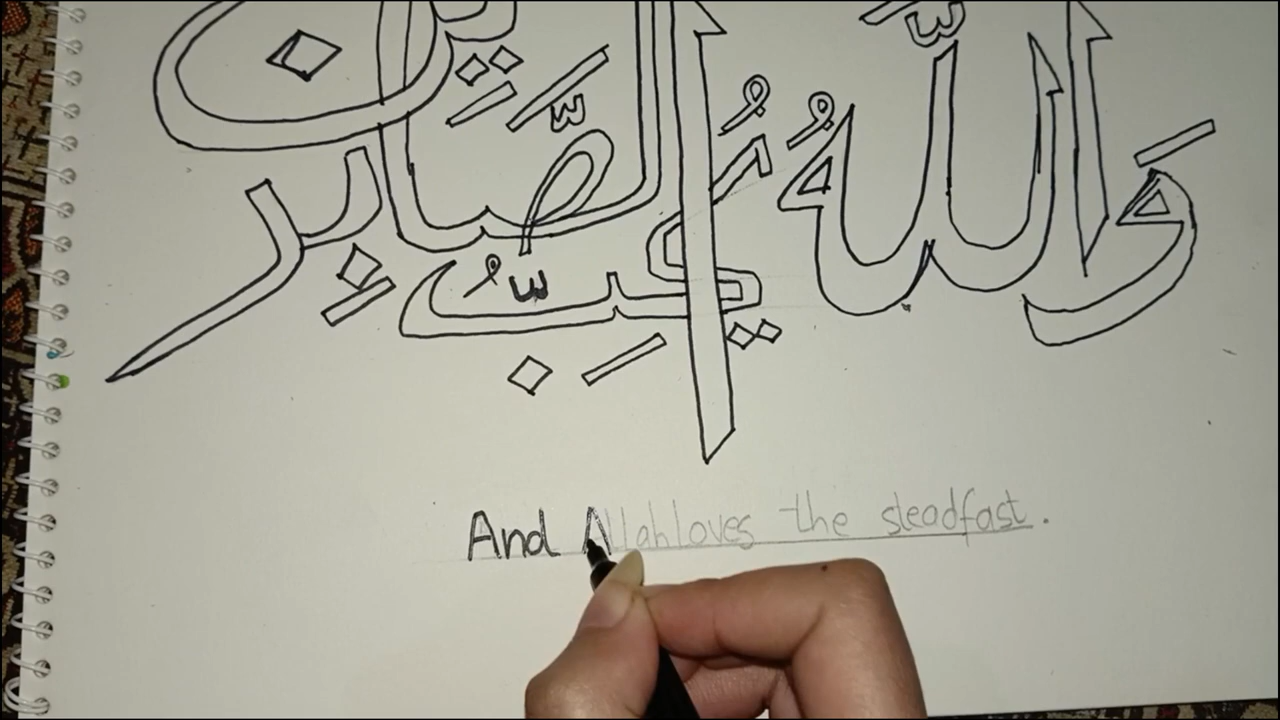 وَاللّٰهُ يُحِبُّ الصَّابِرِين
And Allah loves the steadfast.